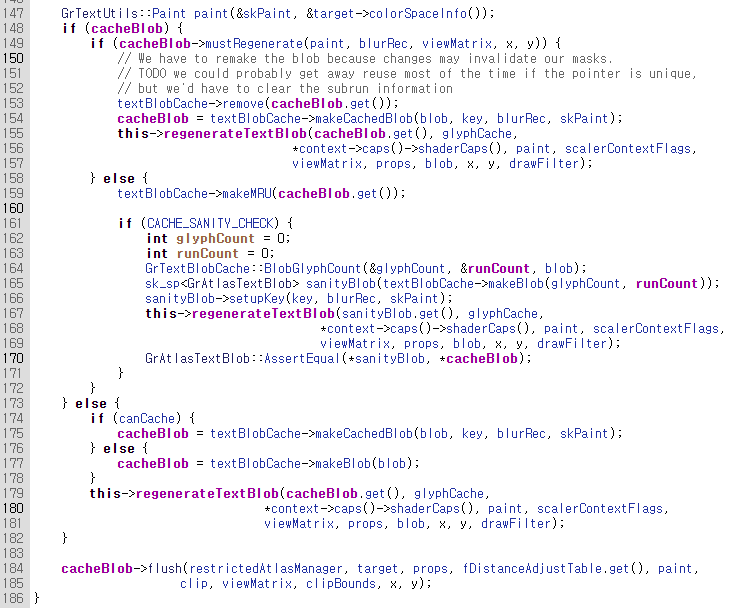 147 GrTextUtils::Paint paint(&skPaint, &target->colorSpaceInfo());
148 if (cacheBlob) {
149 if (cacheBlob->mustRegenerate(paint, blurRec, viewMatrix, x, y)) {
150 // We have to remake the blob because changes may invalidate our masks.
151 // TODO we could probably get away reuse most of the time if the pointer is unique,
152 // but we'd have to clear the subrun information
153 textBlobCache->remove(cacheBlob.get());
154 cacheBlob = textBlobCache->makeCachedBlob(blob, key, blurRec, skPaint);
155 this->regenerateTextBlob(cacheBlob.get(), glyphCache,
156 *context->caps()->shaderCaps(), paint, scalerContextFlags,
157 viewMatrix, props, blob, x, y, drawFilter);
158 } else {
159 textBlobCache->makeMRU(cacheBlob.get());
160
161 if (CACHE_SANITY_CHECK) {
162 int glyphCount = 0;
163 int runCount = 0;
164 GrTextBlobCache::BlobGlyphCount(&glyphCount, &runCount, blob);
165 sk_sp<GrAtlasTextBlob> sanityBlob(textBlobCache->makeBlob(glyphCount, runCount));
166 sanityBlob->setupKey(key, blurRec, skPaint);
167 this->regenerateTextBlob(sanityBlob.get(), glyphCache,
168 *context->caps()->shaderCaps(), paint, scalerContextFlags,
169 viewMatrix, props, blob, x, y, drawFilter);
170 GrAtlasTextBlob::AssertEqual(*sanityBlob, *cacheBlob);
171 }
172 }
173 } else {
174 if (canCache) {
175 cacheBlob = textBlobCache->makeCachedBlob(blob, key, blurRec, skPaint);
176 } else {
177 cacheBlob = textBlobCache->makeBlob(blob);
178 }
179 this->regenerateTextBlob(cacheBlob.get(), glyphCache,
180 *context->caps()->shaderCaps(), paint, scalerContextFlags,
181 viewMatrix, props, blob, x, y, drawFilter);
182 }
183
184 cacheBlob->flush(restrictedAtlasManager, target, props, fDistanceAdjustTable.get(), paint,
185 clip, viewMatrix, clipBounds, x, y);
186 }